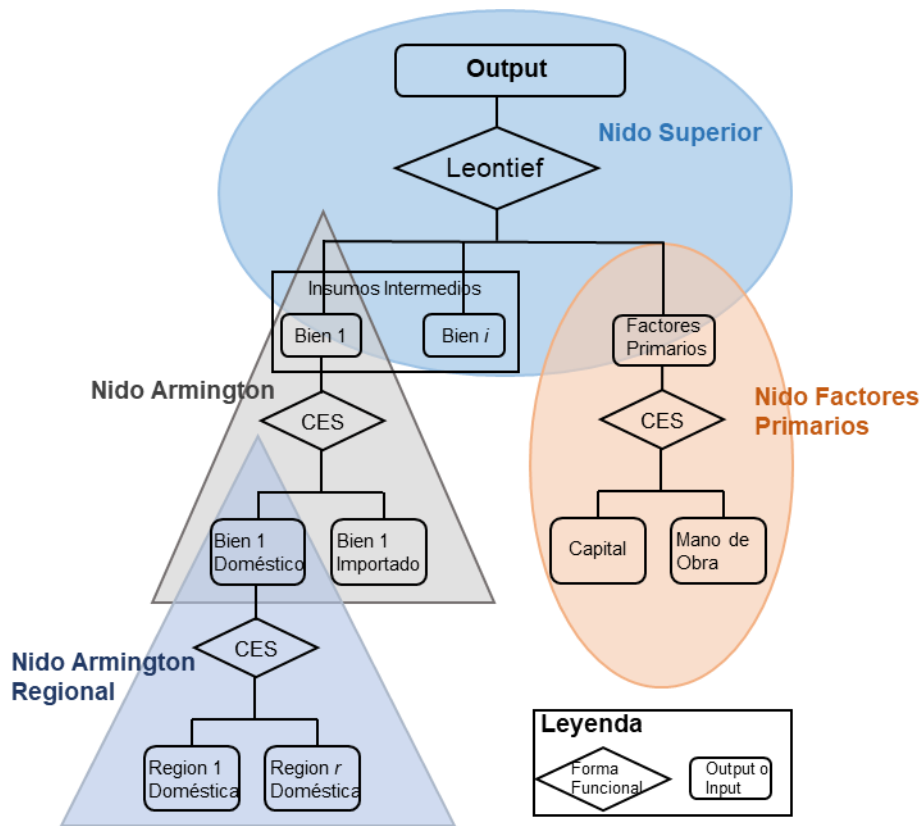 Output
Nido Superior
Leontief
Insumos Intermedios
Bien 1
Bien i
Factores
Primarios
Nido Armington
CES
CES
Nido Factores
Primarios
Bien 1
Doméstico
Bien 1
Importado
Capital
Mano de
Obra
CES
Nido Armington
Regional
Region 1
Doméstica
Region r
Doméstica
Leyenda
Forma
Funcional
Output o
Input